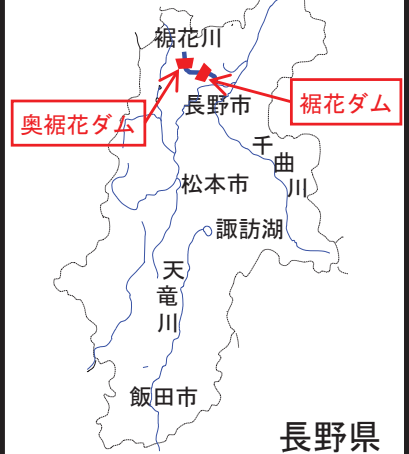 裾花川
奥裾花ダム
裾花ダム
長野市
千曲川
松本市
諏訪湖
天竜川
飯田市
長野県